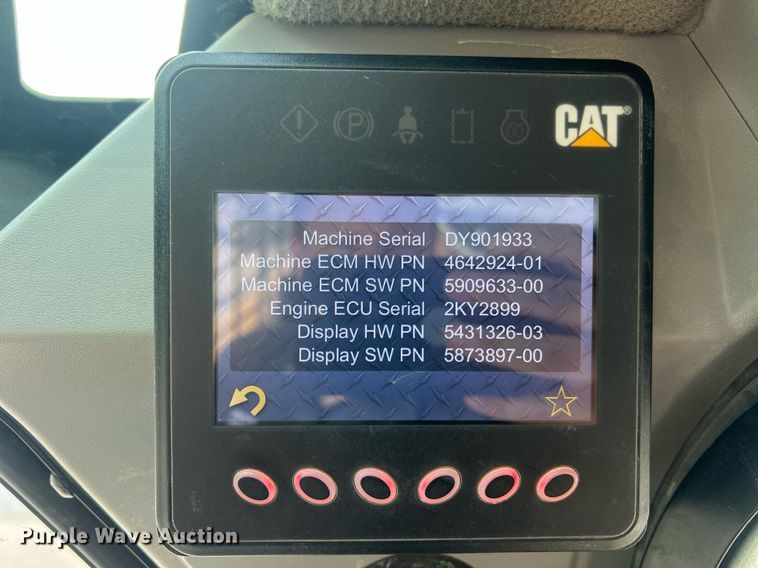 CAT®
Machine Serial DY901933
Machine ECM HW PN 4642924-01
Machine ECM SW PN 5909633-00
Engine ECU Serial 2KY2899
Display HW PN 5431326-03
Display SW PN 5873897-00
Purple Wave Auction®